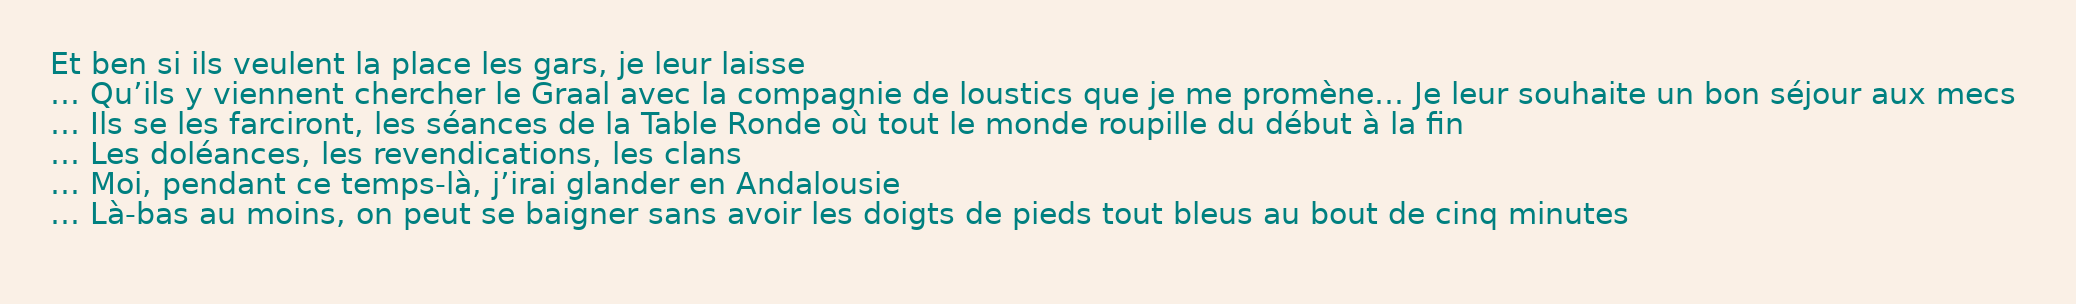 Et ben si ils veulent la place les gars, je leur laisse
… Qu’ils y viennent chercher le Graal avec la compagnie de loustics que je me promène… Je leur souhaite un bon séjour aux mecs
… Ils se les farciront, les séances de la Table Ronde où tout le monde roupille du début à la fin
… Les doléances, les revendications, les clans
… Moi, pendant ce temps-là, j’irai glander en Andalousie
… Là-bas au moins, on peut se baigner sans avoir les doigts de pieds tout bleus au bout de cinq minutes